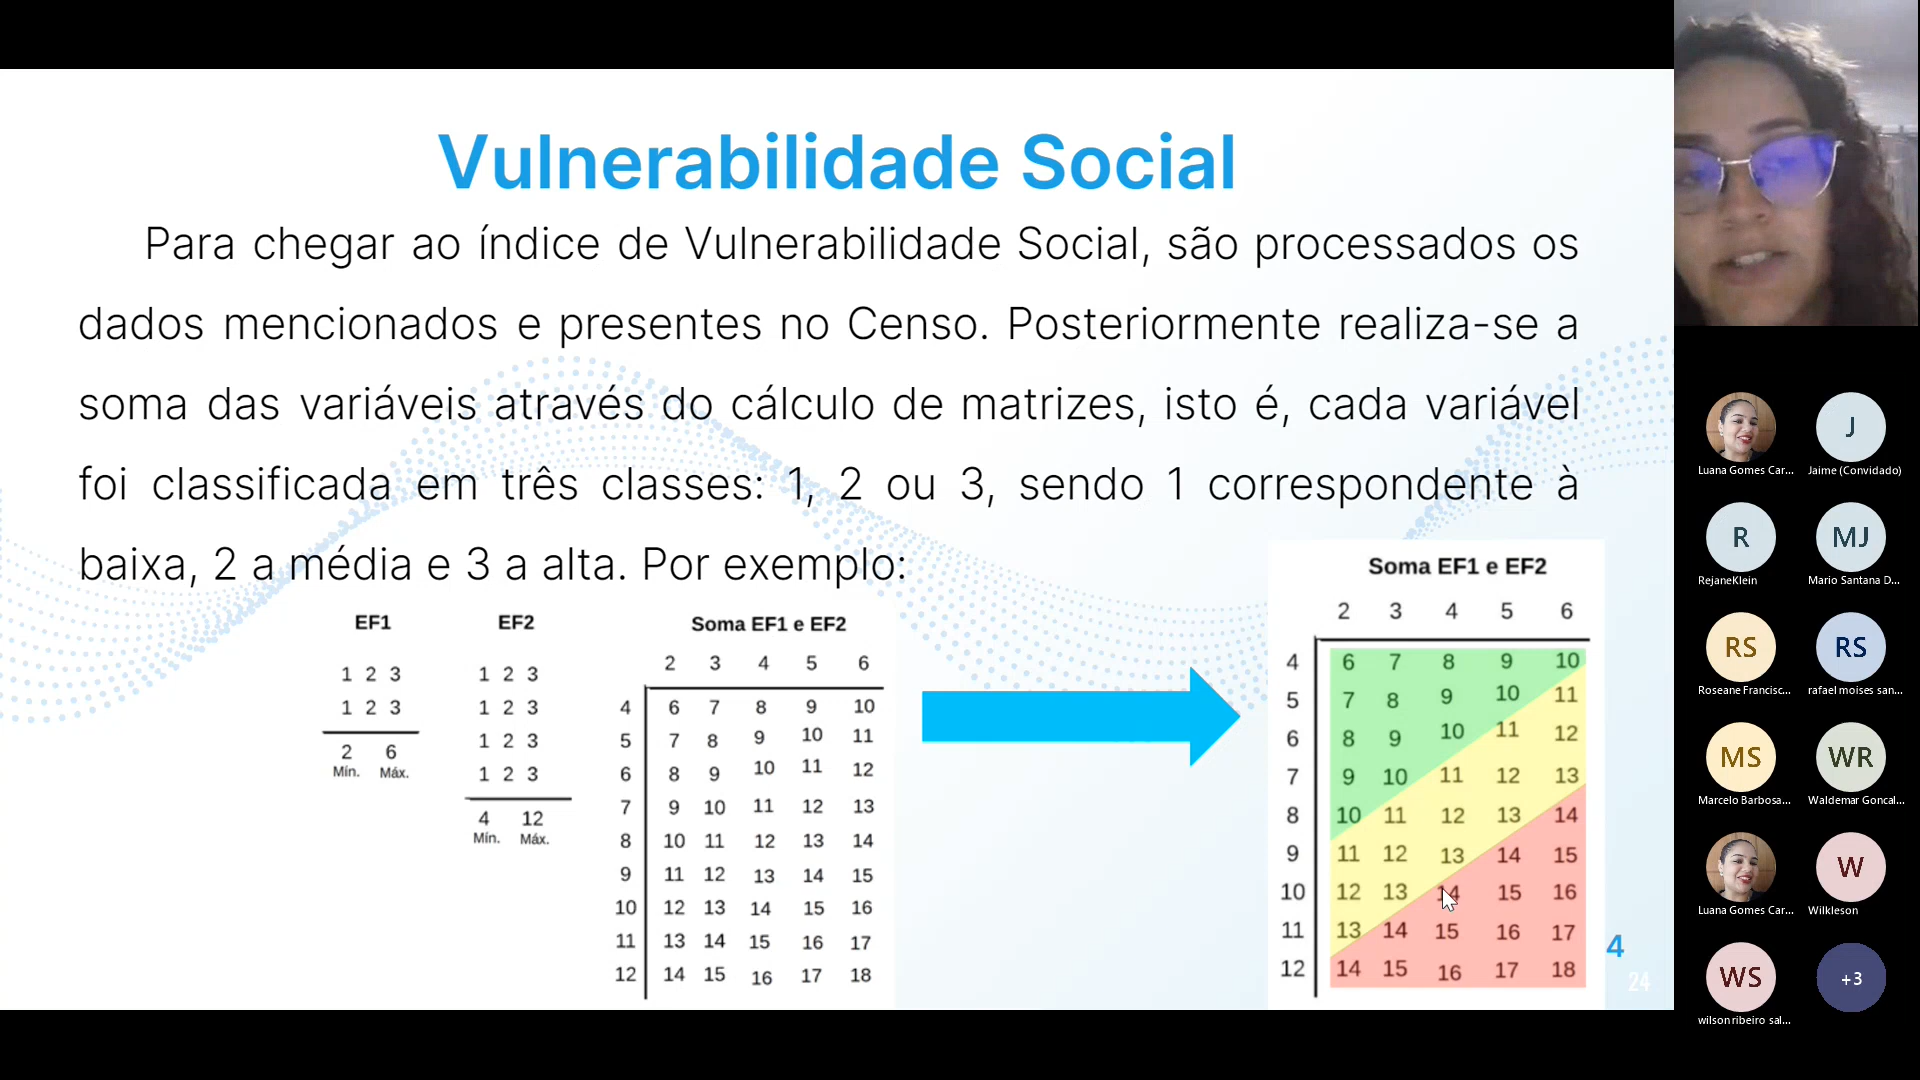 Vulnerabilidade Social
Para chegar ao índice de Vulnerabilidade Social, são processados os
dados mencionados e presentes no Censo. Posteriormente realiza-se a
soma das variáveis através do cálculo de matrizes, isto é, cada variável
foi classificada em três classes: 1, 2 ou 3, sendo 1 correspondente à
baixa, 2 a média e 3 a alta. Por exemplo:
EF1
1 2 3
1 2 3
2 6
Mín. Máx.
EF2
1 2 3
1 2 3
1 2 3
1 2 3
4 12
Mín. Máx.
Soma EF1 e EF2
2 3 4 5 6
4 6 7 8 9 10
5 7 8 9 10 11
6 8 9 10 11 12
7 9 10 11 12 13
8 10 11 12 13 14
9 11 12 13 14 15
10 12 13 14 15 16
11 13 14 15 16 17
12 14 15 16 17 18
Soma EF1 e EF2
2 3 4 5 6
4 6 7 8 9 10
5 7 8 9 10 11
6 8 9 10 11 12
7 9 10 11 12 13
8 10 11 12 13 14
9 11 12 13 14 15
10 12 13 14 15 16
11 13 14 15 16 17
12 14 15 16 17 18
4
24
Luana Gomes Car...
J
Jaime (Convidado)
R
RejaneKlein
MJ
Mario Santana D...
RS
Roseane Francisc...
RS
rafael moises san...
MS
Marcelo Barbosa...
WR
Waldemar Goncal...
Luana Gomes Car...
W
Wilkleson
WS
wilson ribeiro sal...
+3